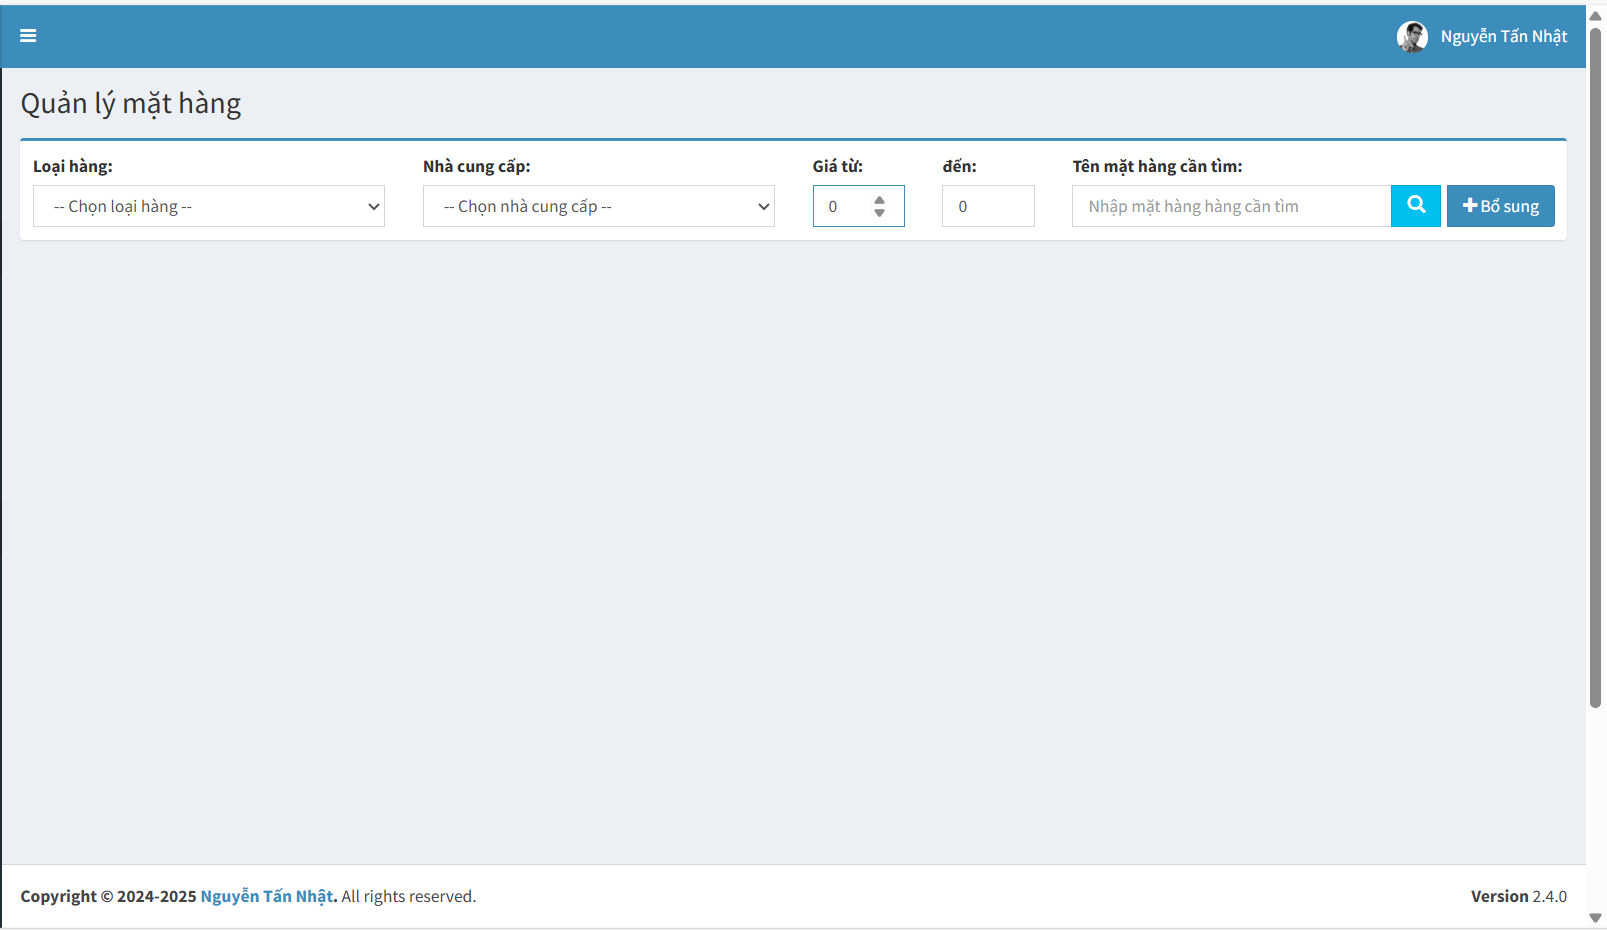 Nguyễn Tấn Nhật
Quản lý mặt hàng
Loại hàng: Nhà cung cấp: Giá từ: đến: Tên mặt hàng cần tìm:
-- Chọn loại hàng -- -- Chọn nhà cung cấp -- 0 0 Nhập mặt hàng hàng cần tìm Bổ sung
Copyright © 2024-2025 Nguyễn Tấn Nhật. All rights reserved. Version 2.4.0